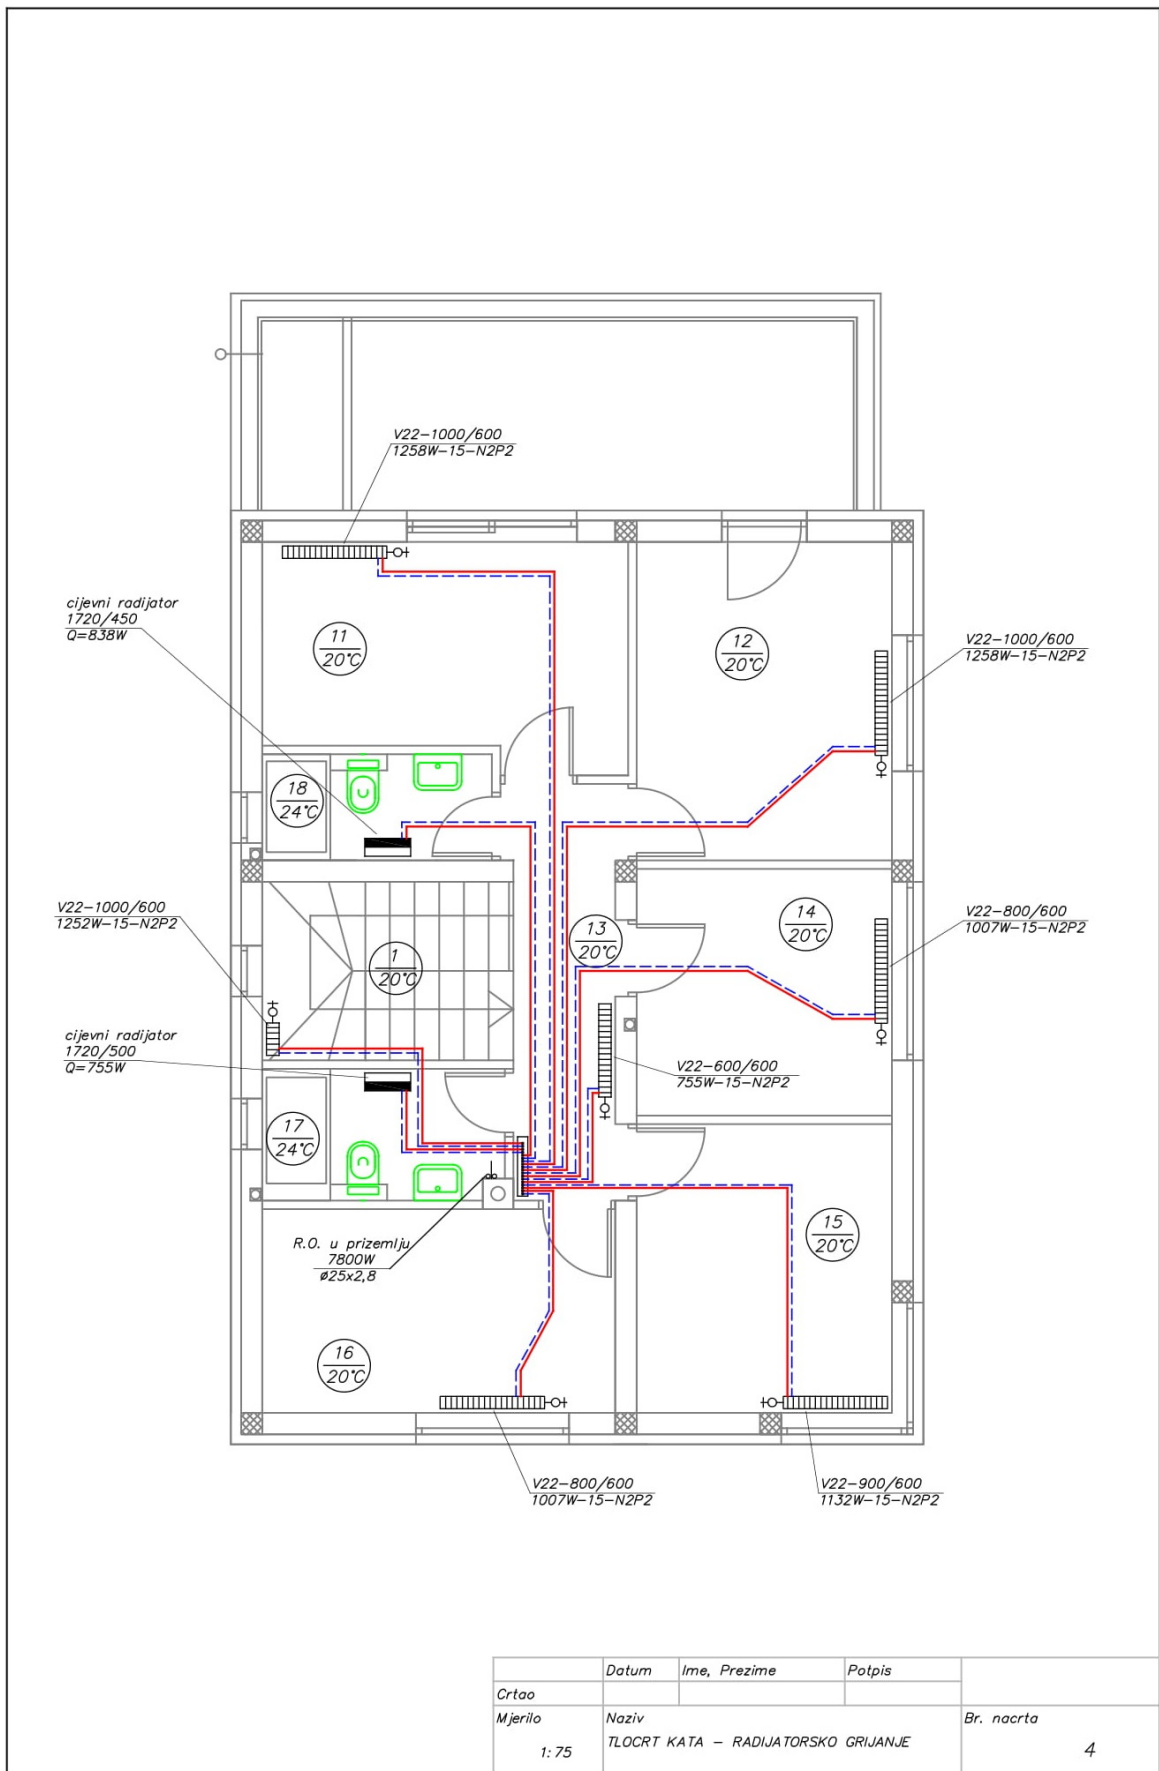 V22-1000/600
1258W-15-N2P2
cijevni radijator
1720/450
Q=838W
11
20°C
12
20°C
V22-1000/600
1258W-15-N2P2
18
24°C
V22-1000/600
1252W-15-N2P2
1
20°C
13
20°C
14
20°C
V22-800/600
1007W-15-N2P2
cijevni radijator
1720/500
Q=755W
V22-600/600
755W-15-N2P2
17
24°C
R.O. u prizemlju
7800W
ø25x2,8
15
20°C
16
20°C
V22-800/600
1007W-15-N2P2
V22-900/600
1132W-15-N2P2
Datum Ime, Prezime Potpis
Crtao
Mjerilo Naziv Br. nacrta
1:75 TLOCRT KATA – RADIJATORSKO GRIJANJE 4